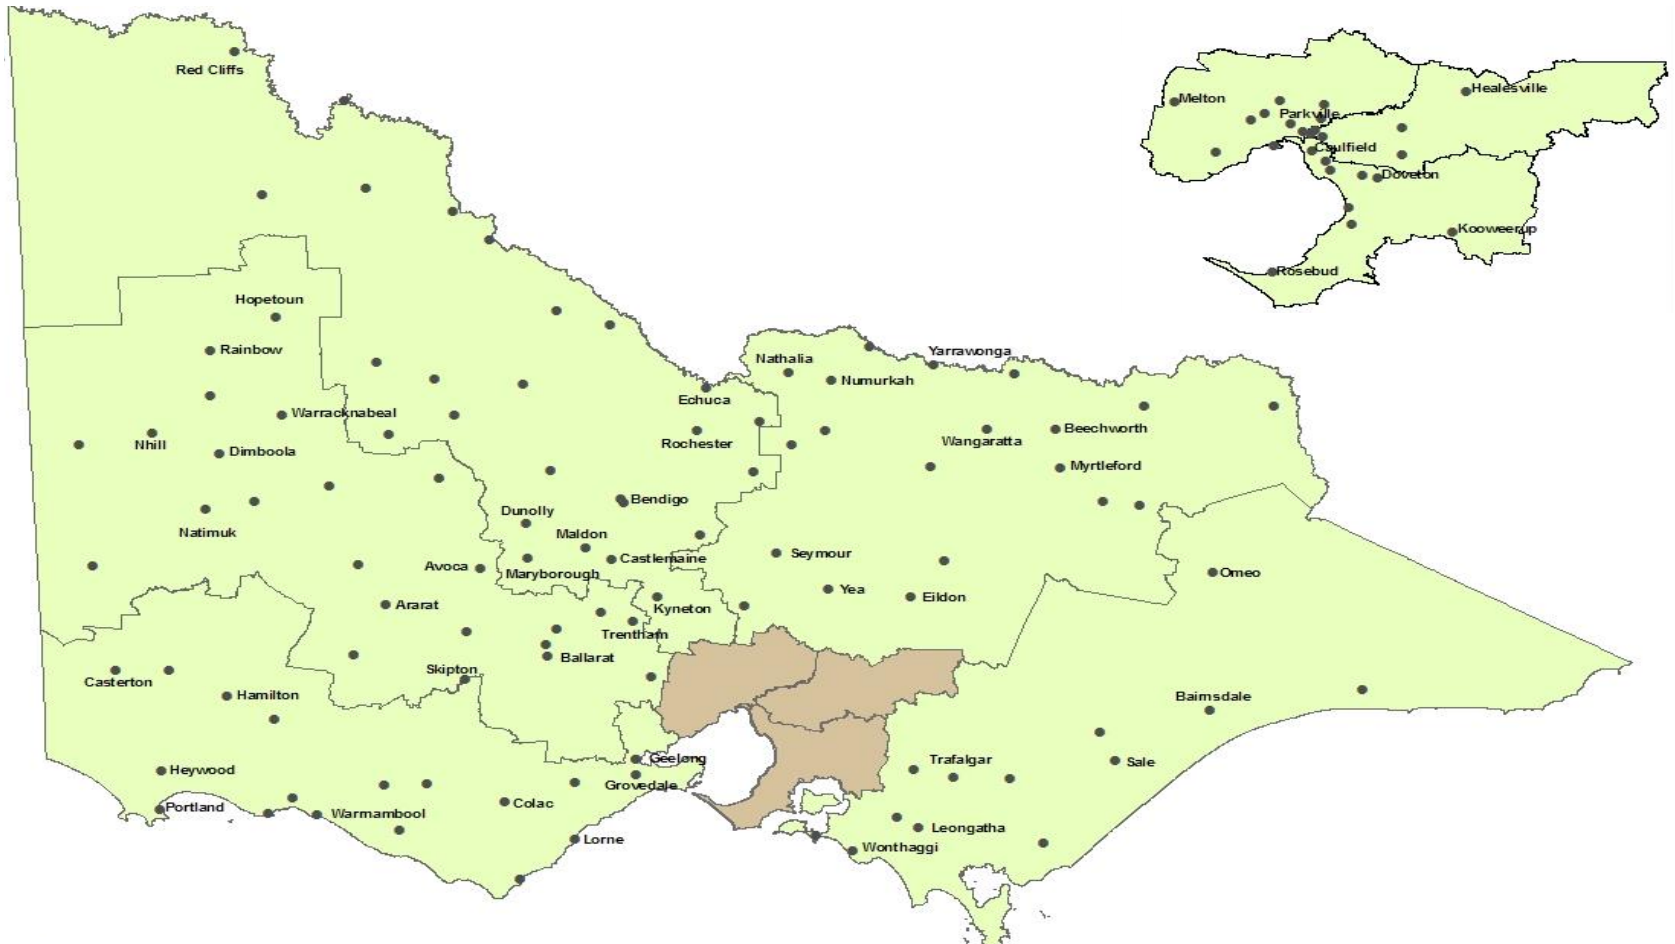 Red Cliffs
Melton
Healesville
Parkville
Caulfield
Doveton
Kooweerup
Rosebud
Hopetoun
Rainbow
Nathalia
Yarrawonga
Numurkah
Echuca
Warracknabeal
Nhill
Dimboola
Rochester
Wangaratta
Beechworth
Myrtleford
Bendigo
Dunolly
Natimuk
Maldon
Castlemaine
Seymour
Avoca
Maryborough
Omeo
Yea
Eildon
Ararat
Kyneton
Trentham
Ballarat
Skipton
Casterton
Hamilton
Bairnsdale
Geelong
Trafalgar
Sale
Heywood
Grovedale
Portland
Colac
Warrnambool
Leongatha
Lorne
Wonthaggi